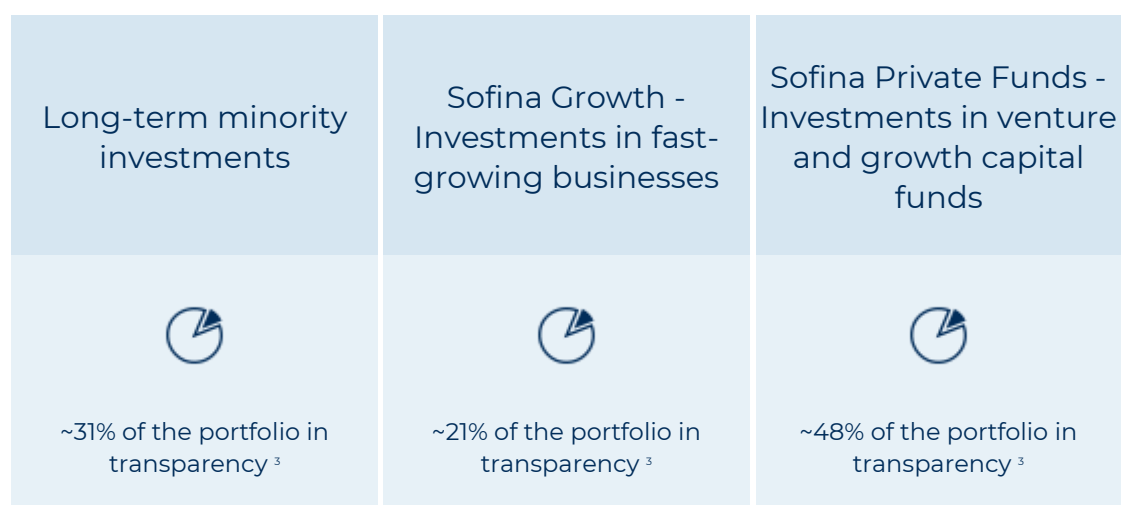 Long-term minority
investments
Sofina Growth -
Investments in fast-
growing businesses
Sofina Private Funds -
Investments in venture
and growth capital
funds
~31% of the portfolio in
transparency ³
~21% of the portfolio in
transparency ³
~48% of the portfolio in
transparency ³